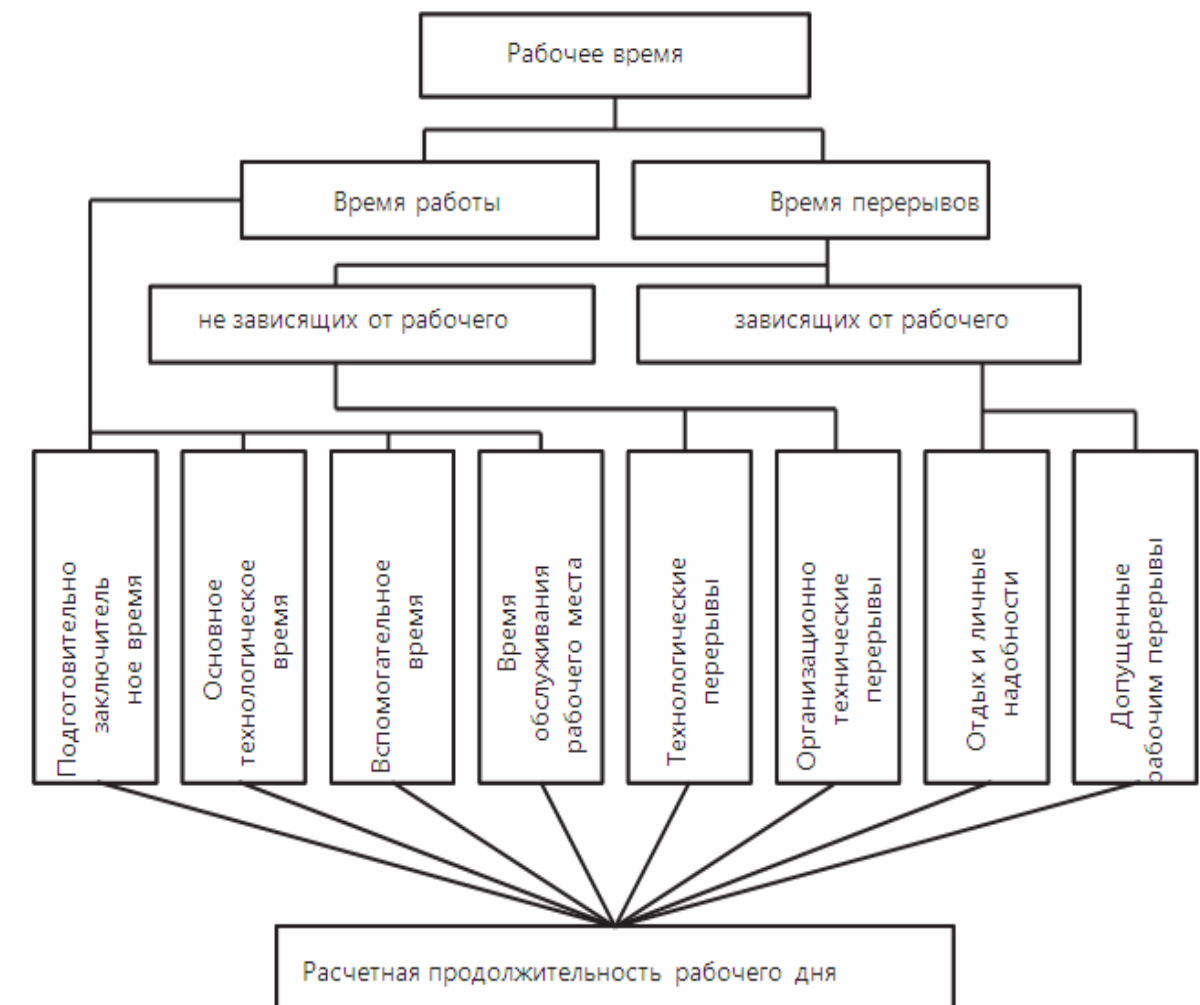 Рабочее время
Время работы
Время перерывов
не зависящих от рабочего
зависящих от рабочего
Подготовительно
заключитель
ное время
Основное
технологическое
время
Вспомогательное
время
Время
обслуживания
рабочего места
Технологические
перерывы
Организационно
технические
перерывы
Отдых и личные
надобности
Допущенные
рабочим перерывы
Расчетная продолжительность рабочего дня